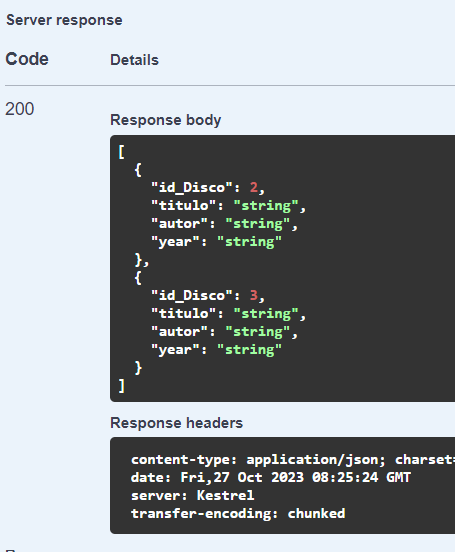 Server response
Code Details
200
Response body
[
{
"id_Disco": 2,
"titulo": "string",
"autor": "string",
"year": "string"
},
{
"id_Disco": 3,
"titulo": "string",
"autor": "string",
"year": "string"
}
]
Response headers
content-type: application/json; charset=
date: Fri,27 Oct 2023 08:25:24 GMT
server: Kestrel
transfer-encoding: chunked